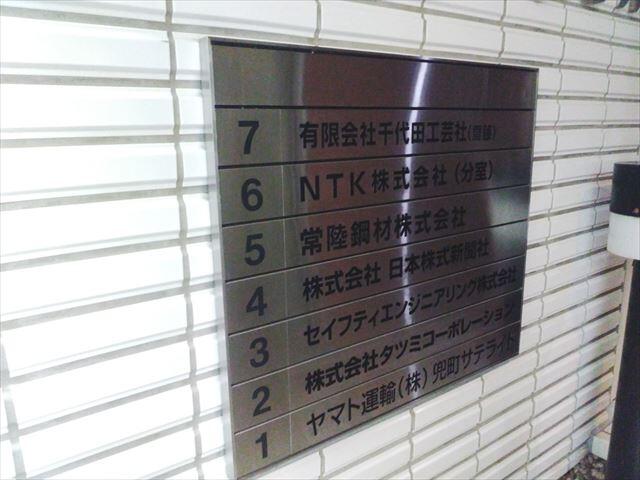 7 有限会社千代田工芸社
6 NTK株式会社(分室)
5 常陸鋼材株式会社
4 株式会社 日本株式新聞社
3 セイフティエンジニアリング株式会社
2 株式会社タツミコーポレーション
1 ヤマト運輸(株)兜町サテライト